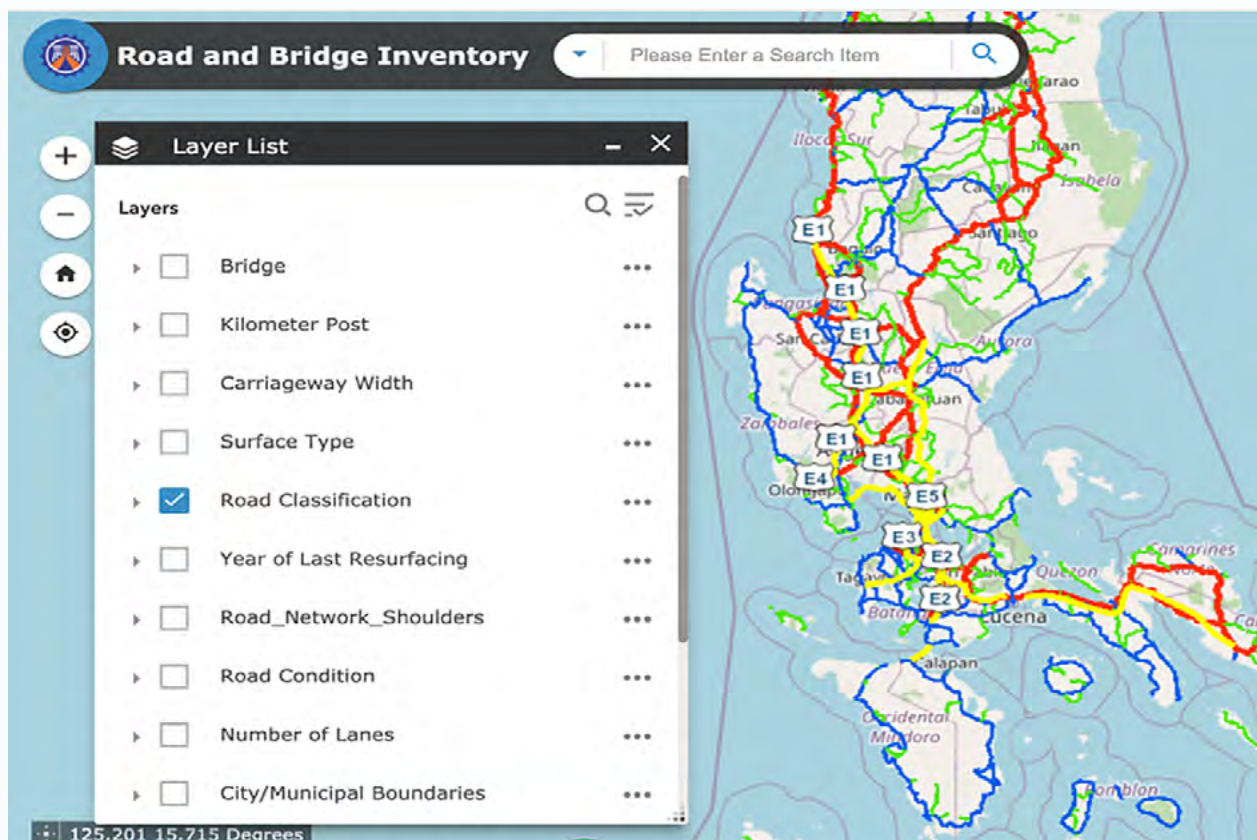 Road and Bridge Inventory
Please Enter a Search Item
Layer List
Layers
Bridge
Kilometer Post
Carriageway Width
Surface Type
Road Classification
Year of Last Resurfacing
Road_Network_Shoulders
Road Condition
Number of Lanes
City/Municipal Boundaries
125.201 15.715 Degrees
Ilocos Sur
Isabela
E1
Santiago
E1
E1
Aurora
E1
Zambales
E1
E1
E4
E5
E3
E2
Camarines
Quezon
E2
Lucena
Calapan
Occidental
Mindoro
Romblon